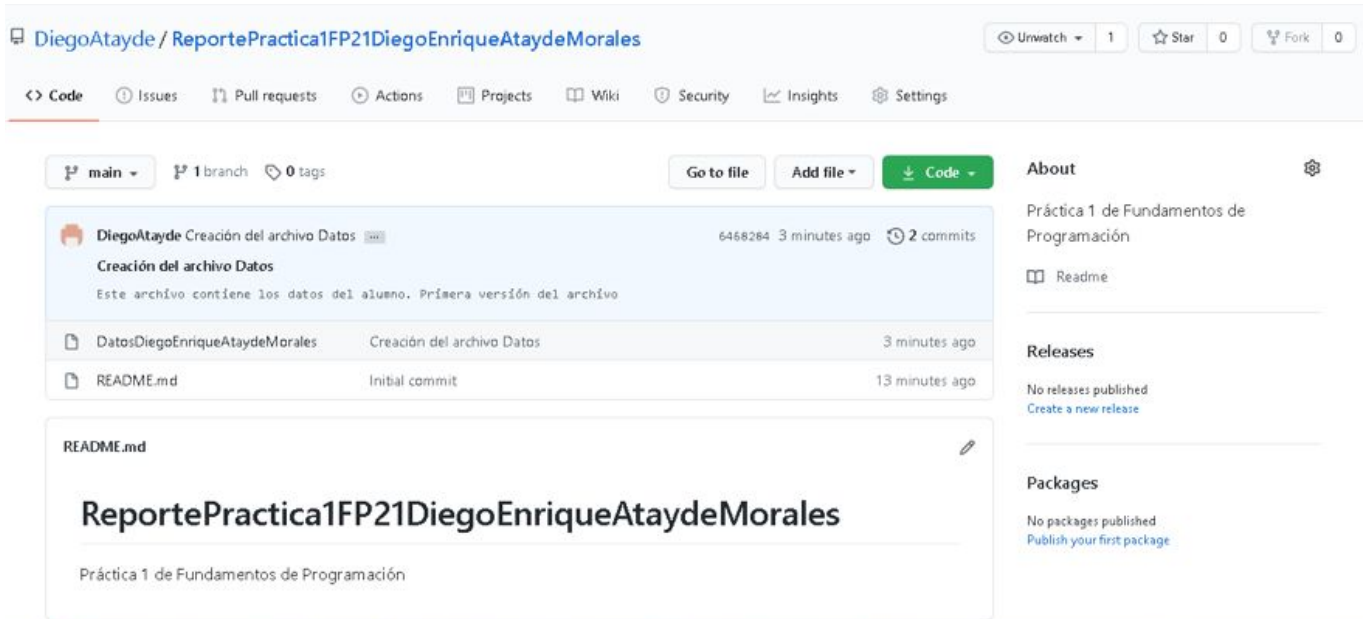 DiegoAtayde / ReportePractica1FP21DiegoEnriqueAtaydeMorales
Unwatch 1 Star 0 Fork 0
<> Code Issues Pull requests Actions Projects Wiki Security Insights Settings
main 1 branch 0 tags Go to file Add file Code
DiegoAtayde Creación del archivo Datos ... 6468264 3 minutes ago 2 commits
Creación del archivo Datos
Este archivo contiene los datos del alumno. Primera versión del archivo
DatosDiegoEnriqueAtaydeMorales Creación del archivo Datos 3 minutes ago
README.md Initial commit 13 minutes ago
README.md
ReportePractica1FP21DiegoEnriqueAtaydeMorales
Práctica 1 de Fundamentos de Programación
About
Práctica 1 de Fundamentos de
Programación
Readme
Releases
No releases published
Create a new release
Packages
No packages published
Publish your first package